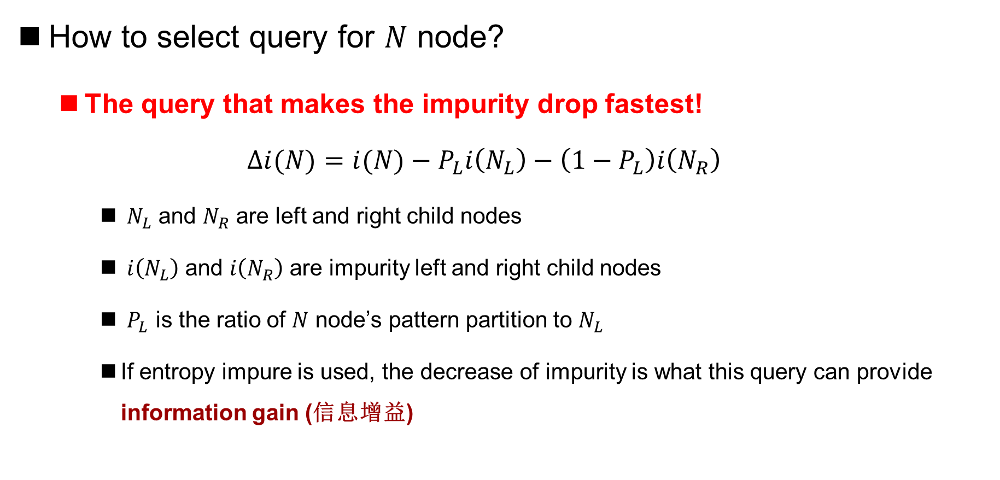 ■ How to select query for N node?
■ The query that makes the impurity drop fastest!
Δi(N) = i(N) − P_L i(N_L) − (1 − P_L)i(N_R)
■ N_L and N_R are left and right child nodes
■ i(N_L) and i(N_R) are impurity left and right child nodes
■ P_L is the ratio of N node’s pattern partition to N_L
■ If entropy impure is used, the decrease of impurity is what this query can provide
information gain (信息增益)